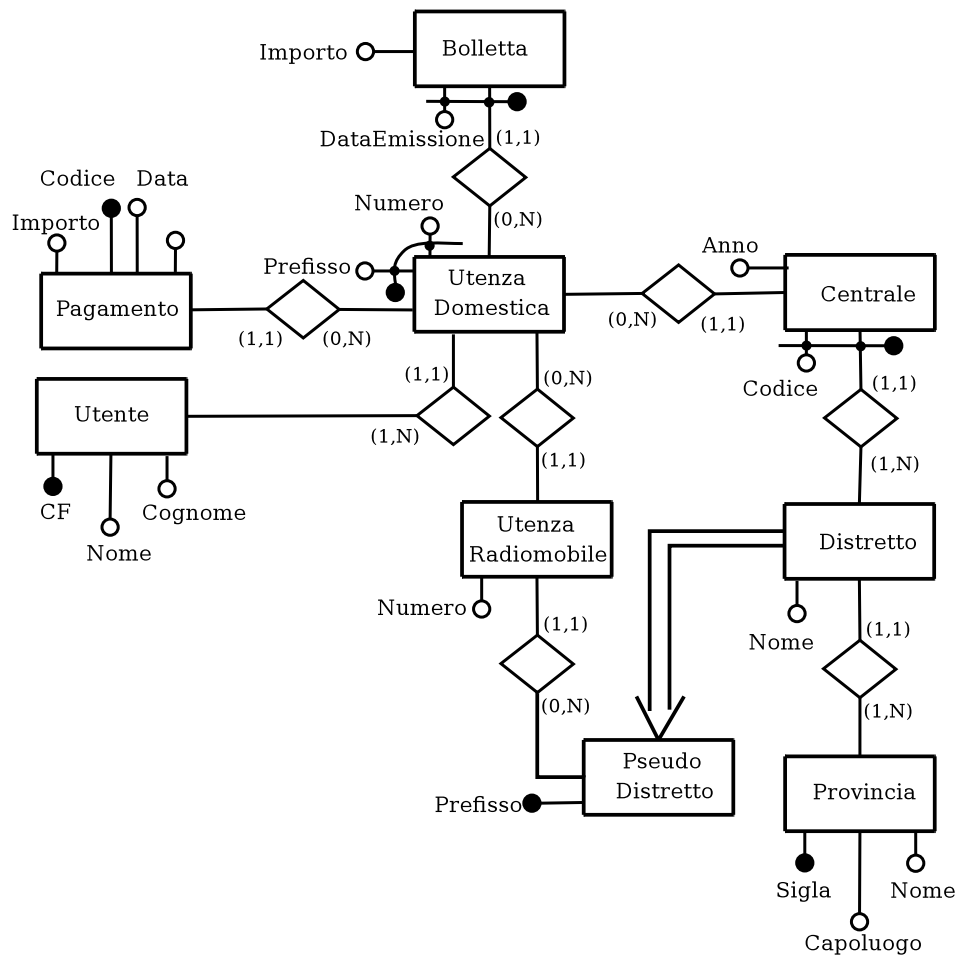 Bolletta
Importo
DataEmissione
(1,1)
Codice
Data
Numero
(0,N)
Importo
Anno
Prefisso
Utenza
Domestica
Centrale
Pagamento
(1,1)
(0,N)
(0,N)
(1,1)
(1,1)
(0,N)
Codice
(1,1)
Utente
(1,N)
(1,1)
(1,N)
CF
Cognome
Nome
Utenza
Radiomobile
Distretto
Numero
(1,1)
(1,1)
Nome
(0,N)
(1,N)
Pseudo
Distretto
Prefisso
Provincia
Sigla
Nome
Capoluogo